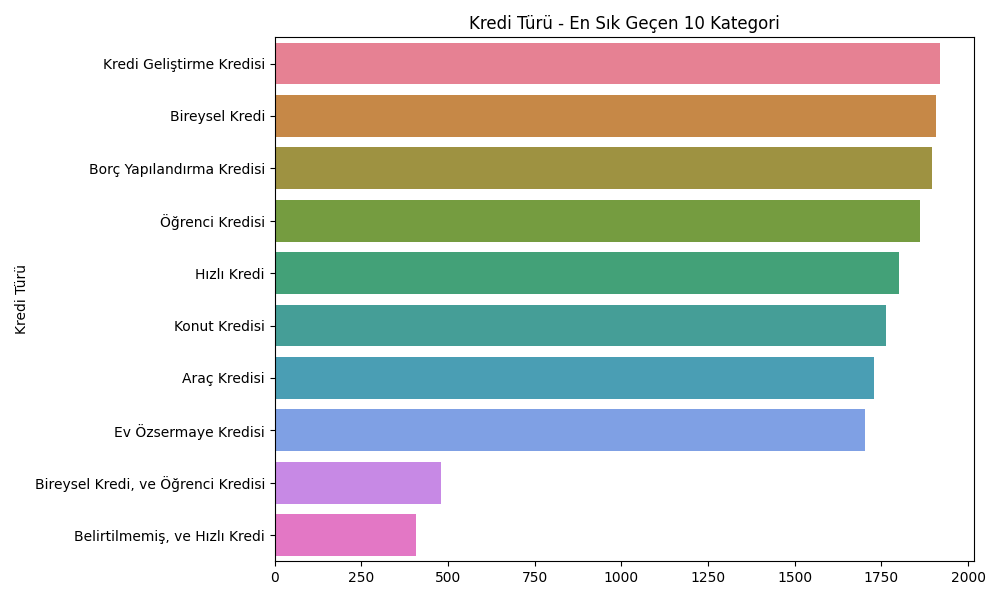 Kredi Türü - En Sık Geçen 10 Kategori
Kredi Türü
Kredi Geliştirme Kredisi
Bireysel Kredi
Borç Yapılandırma Kredisi
Öğrenci Kredisi
Hızlı Kredi
Konut Kredisi
Araç Kredisi
Ev Özsermaye Kredisi
Bireysel Kredi, ve Öğrenci Kredisi
Belirtilmemiş, ve Hızlı Kredi
0 250 500 750 1000 1250 1500 1750 2000